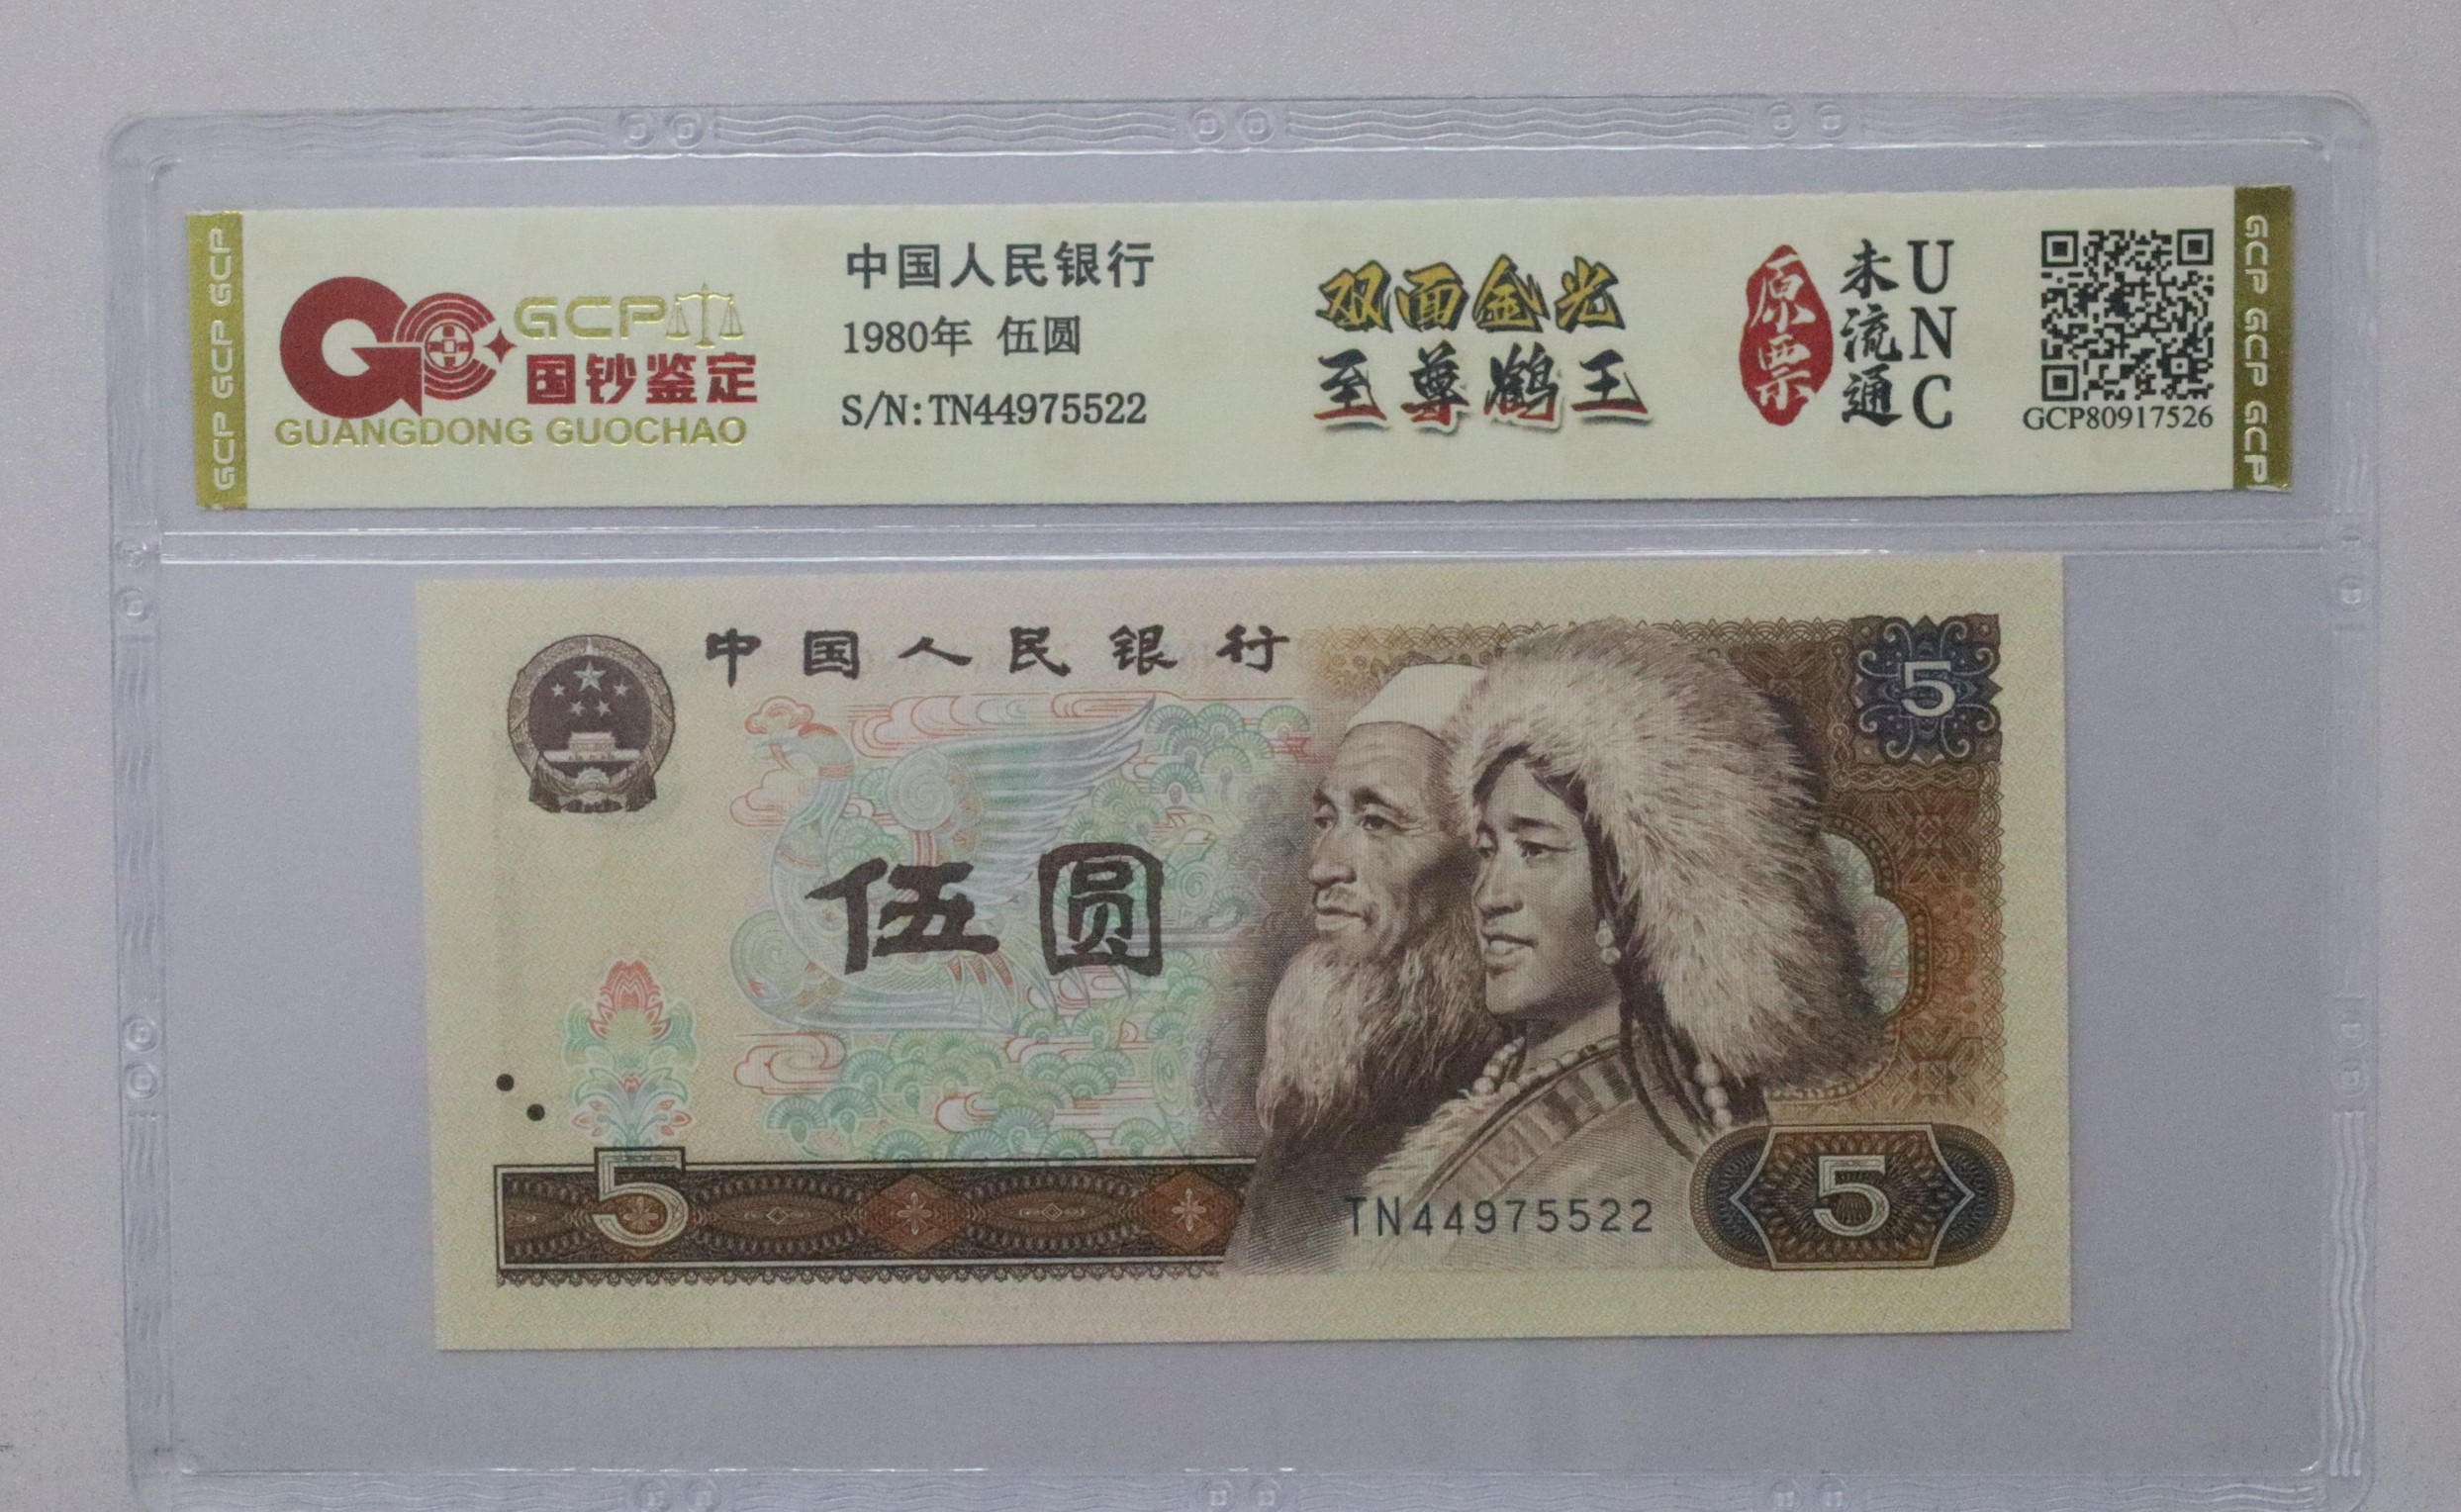 GCP GCP GCP
GCP
国钞鉴定
GUANGDONG GUOCHAO
中国人民银行
1980年 伍圆
S/N:TN44975522
双面金光
至尊鹤王
原票
未流通
UNC
GCP80917526
GCP GCP GCP
中国人民银行
5
伍圆
5
TN44975522
5